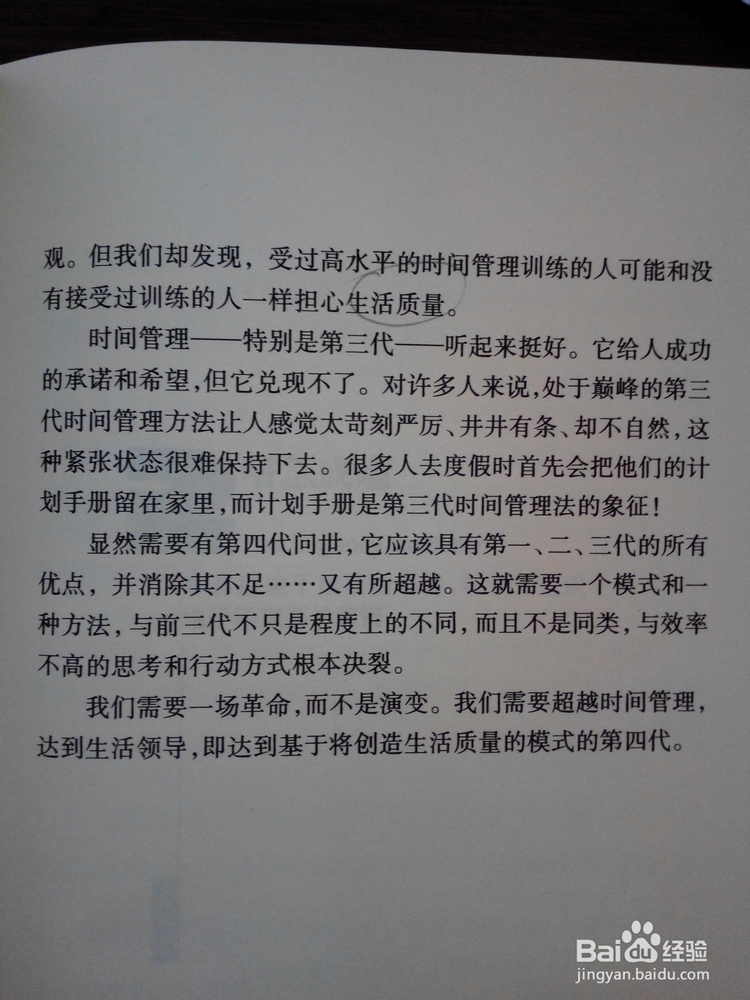 观。但我们却发现，受过高水平的时间管理训练的人可能和没
有接受过训练的人一样担心生活质量。
时间管理——特别是第三代——听起来挺好。它给人成功
的承诺和希望，但它兑现不了。对许多人来说，处于巅峰的第三
代时间管理方法让人感觉太苛刻严厉、井井有条、却不自然，这
种紧张状态很难保持下去。很多人去度假时首先会把他们的计
划手册留在家里，而计划手册是第三代时间管理法的象征！
显然需要有第四代问世，它应该具有第一、二、三代的所有
优点，并消除其不足……又有所超越。这就需要一个模式和一
种方法，与前三代不只是程度上的不同，而且不是同类，与效率
不高的思考和行动方式根本决裂。
我们需要一场革命，而不是演变。我们需要超越时间管理，
达到生活领导，即达到基于将创造生活质量的模式的第四代。
Baidu经验
jingyan.baidu.com